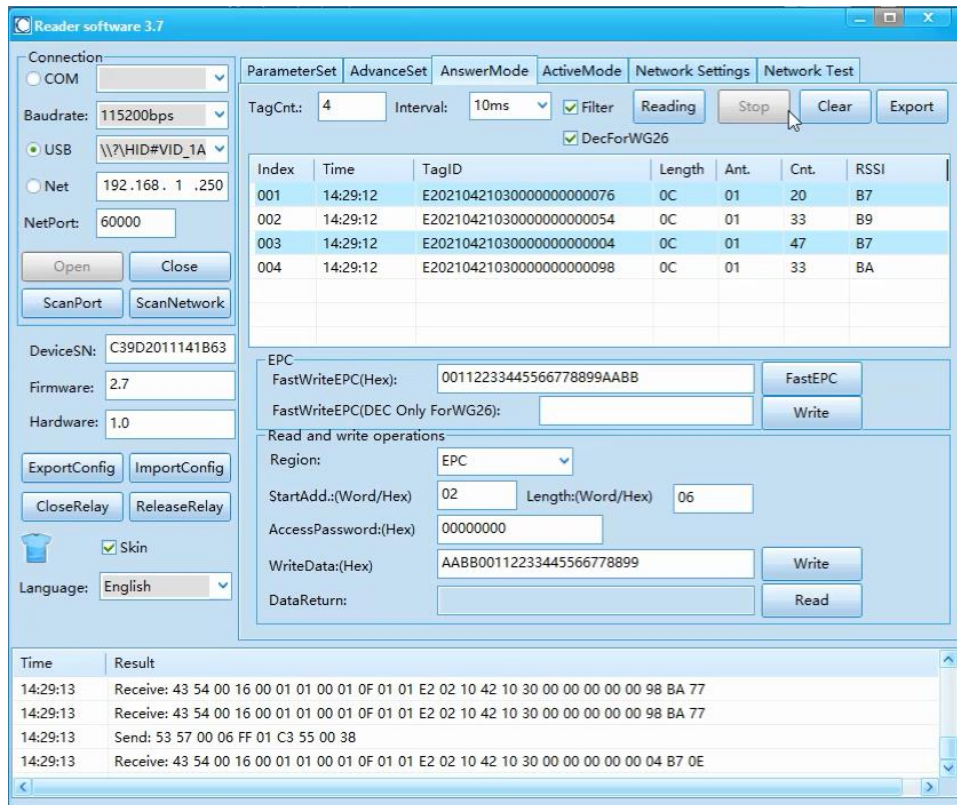 Reader software 3.7
Connection
COM
Baudrate: 115200bps
USB \\?\HID#VID_1A
Net 192.168. 1 .250
NetPort: 60000
Open Close
ScanPort ScanNetwork
DeviceSN: C39D2011141B63
Firmware: 2.7
Hardware: 1.0
ExportConfig ImportConfig
CloseRelay ReleaseRelay
Skin
Language: English
ParameterSet AdvanceSet AnswerMode ActiveMode Network Settings Network Test
TagCnt.: 4 Interval: 10ms Filter Reading Stop Clear Export
DecForWG26
Index Time TagID Length Ant. Cnt. RSSI
001 14:29:12 E20210421030000000000076 0C 01 20 B7
002 14:29:12 E20210421030000000000054 0C 01 33 B9
003 14:29:12 E20210421030000000000004 0C 01 47 B7
004 14:29:12 E20210421030000000000098 0C 01 33 BA
EPC
FastWriteEPC(Hex): 00112233445566778899AABB FastEPC
FastWriteEPC(DEC Only ForWG26): Write
Read and write operations
Region: EPC
StartAdd.:(Word/Hex) 02 Length:(Word/Hex) 06
AccessPassword:(Hex) 00000000
WriteData:(Hex) AABB00112233445566778899 Write
DataReturn: Read
Time Result
14:29:13 Receive: 43 54 00 16 00 01 01 00 01 0F 01 01 E2 02 10 42 10 30 00 00 00 00 00 98 BA 77
14:29:13 Receive: 43 54 00 16 00 01 01 00 01 0F 01 01 E2 02 10 42 10 30 00 00 00 00 00 98 BA 77
14:29:13 Send: 53 57 00 06 FF 01 C3 55 00 38
14:29:13 Receive: 43 54 00 16 00 01 01 00 01 0F 01 01 E2 02 10 42 10 30 00 00 00 00 00 04 B7 0E